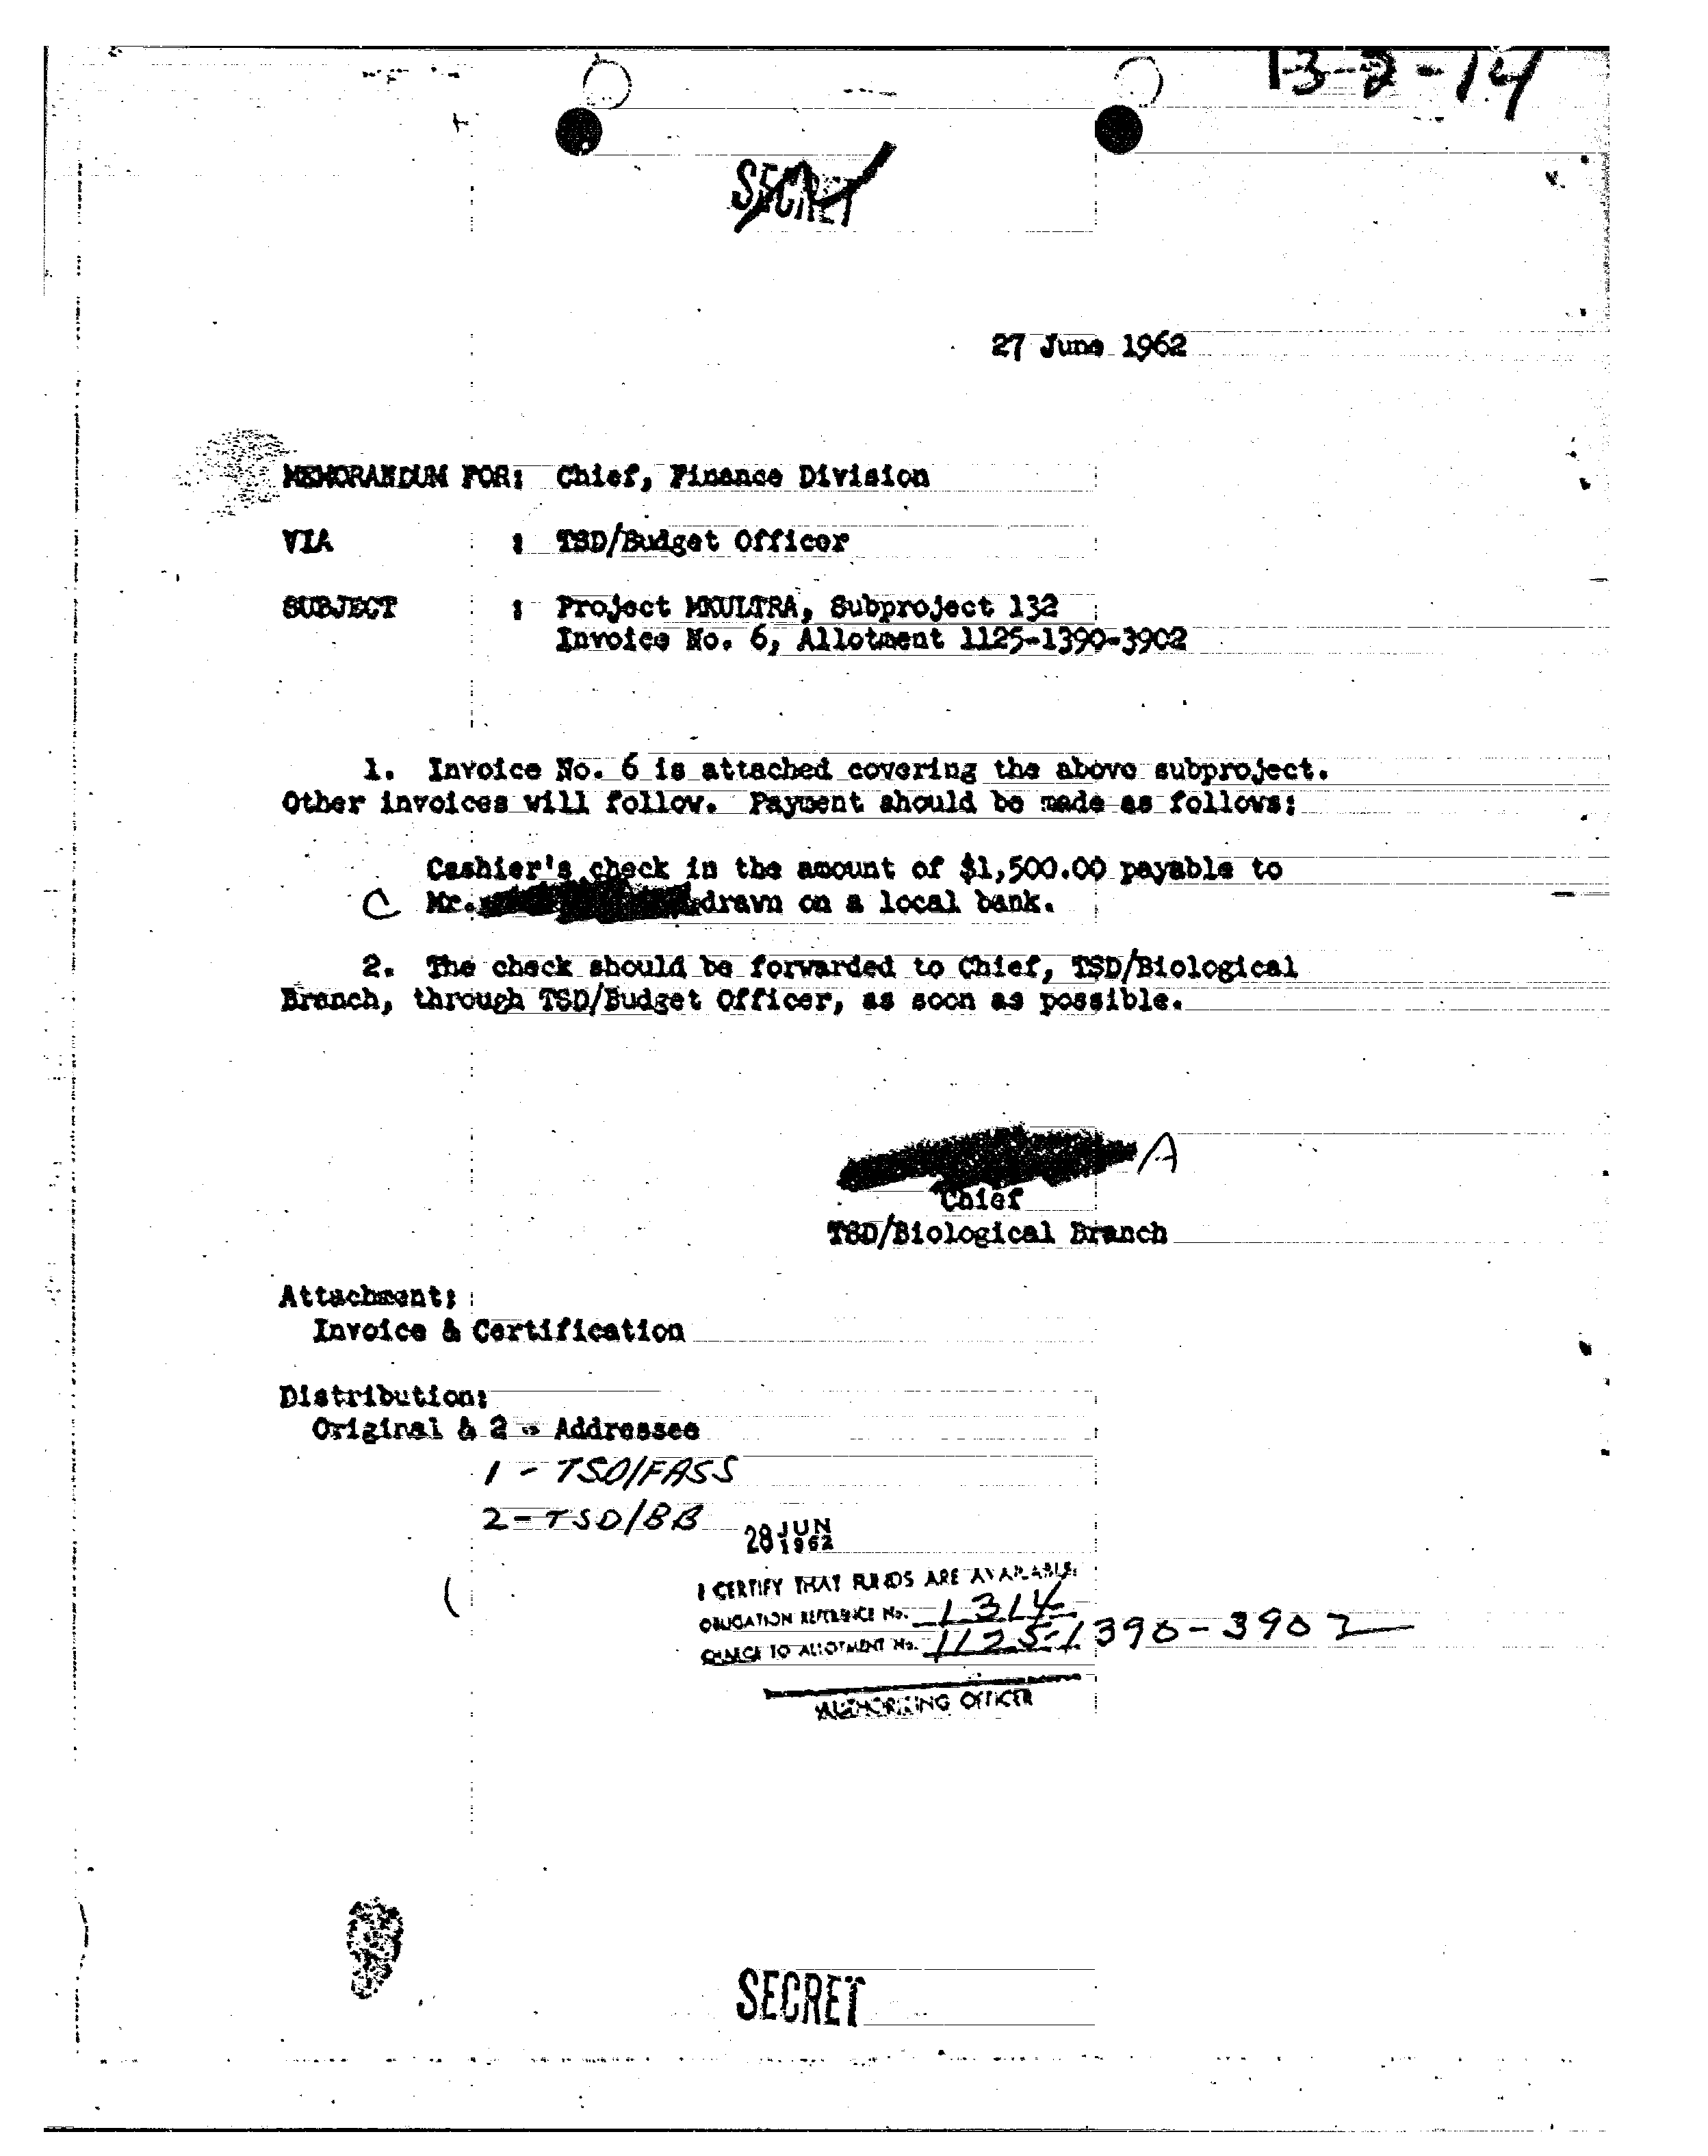 13-2-14
SECRET
27 June 1962
MEMORANDUM FOR: Chief, Finance Division
VIA : TSD/Budget Officer
SUBJECT : Project MKULTRA, Subproject 132
Invoice No. 6, Allotment 1125-1390-3902
1. Invoice No. 6 is attached covering the above subproject.
Other invoices will follow. Payment should be made as follows:
Cashier's check in the amount of $1,500.00 payable to
C Mr. drawn on a local bank.
2. The check should be forwarded to Chief, TSD/Biological
Branch, through TSD/Budget Officer, as soon as possible.
A
Chief
TSD/Biological Branch
Attachment:
Invoice & Certification
Distribution:
Original & 2 - Addressee
1 - TSD/FASS
2 - TSD/BB
28 JUN 1962
I CERTIFY THAT FUNDS ARE AVAILABLE.
OBLIGATION REFERENCE No. 1314
CHARGE TO ALLOTMENT No. 1125-1390-3902
AUTHORIZING OFFICER
SECRET